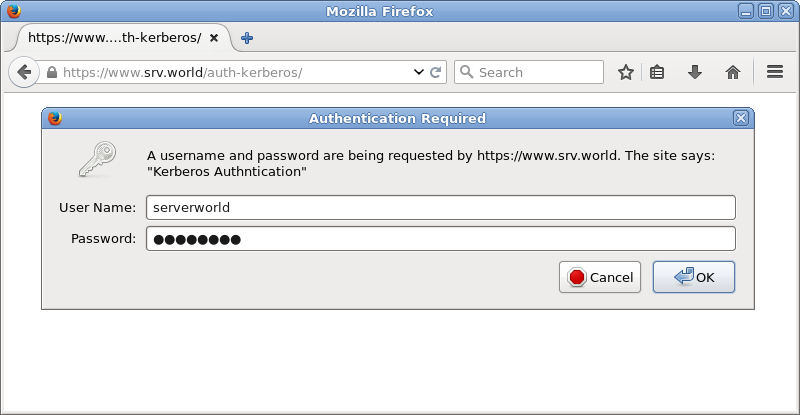 Mozilla Firefox
https://www....th-kerberos/
https://www.srv.world/auth-kerberos/
Search
Authentication Required
A username and password are being requested by https://www.srv.world. The site says:
"Kerberos Authntication"
User Name: serverworld
Password: ●●●●●●●●
Cancel OK